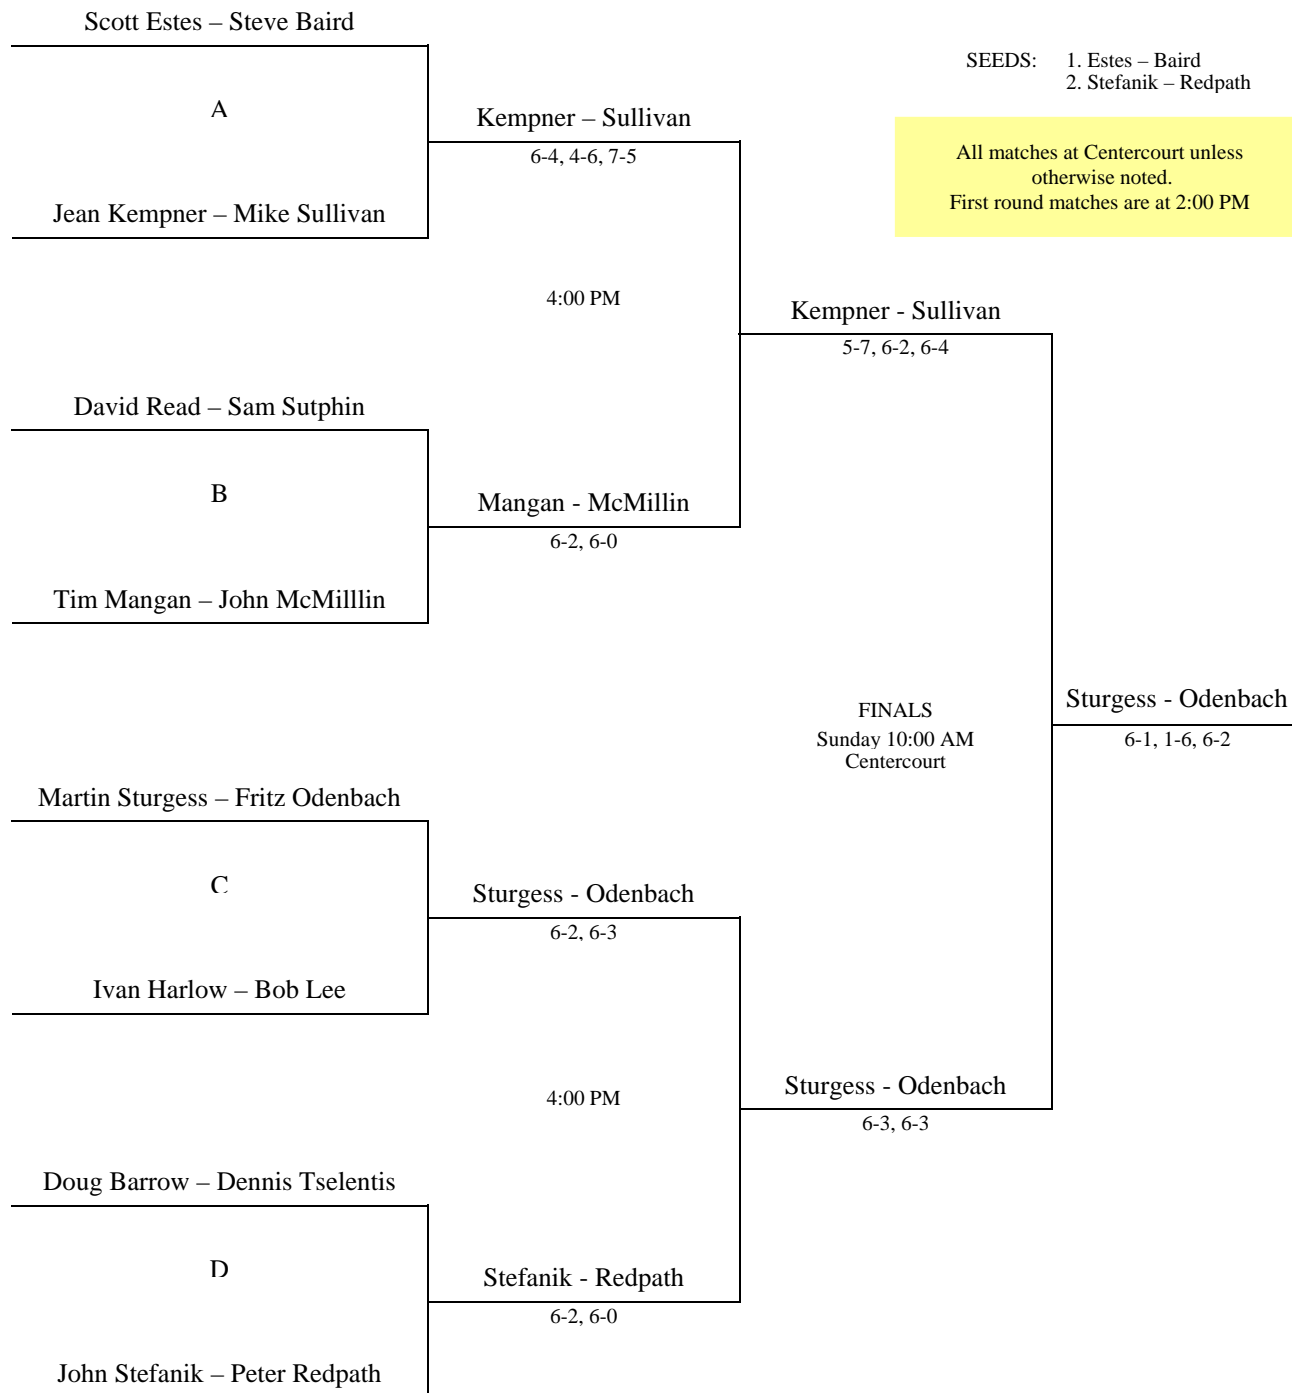 Scott Estes – Steve Baird
SEEDS: 1. Estes – Baird
2. Stefanik – Redpath
A
Kempner – Sullivan
6-4, 4-6, 7-5
All matches at Centercourt unless
otherwise noted.
First round matches are at 2:00 PM
Jean Kempner – Mike Sullivan
4:00 PM
Kempner - Sullivan
5-7, 6-2, 6-4
David Read – Sam Sutphin
B
Mangan - McMillin
6-2, 6-0
Tim Mangan – John McMilllin
FINALS
Sunday 10:00 AM
Centercourt
Sturgess - Odenbach
6-1, 1-6, 6-2
Martin Sturgess – Fritz Odenbach
C
Sturgess - Odenbach
6-2, 6-3
Ivan Harlow – Bob Lee
4:00 PM
Sturgess - Odenbach
6-3, 6-3
Doug Barrow – Dennis Tselentis
D
Stefanik - Redpath
6-2, 6-0
John Stefanik – Peter Redpath